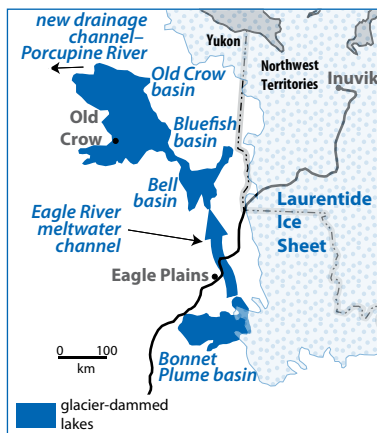 new drainage
channel–
Porcupine River
Yukon
Northwest
Territories
Inuvik
Old Crow
basin
Old
Crow
Bluefish
basin
Bell
basin
Laurentide
Ice
Sheet
Eagle River
meltwater
channel
Eagle Plains
0 100
km
Bonnet
Plume basin
glacier-dammed
lakes